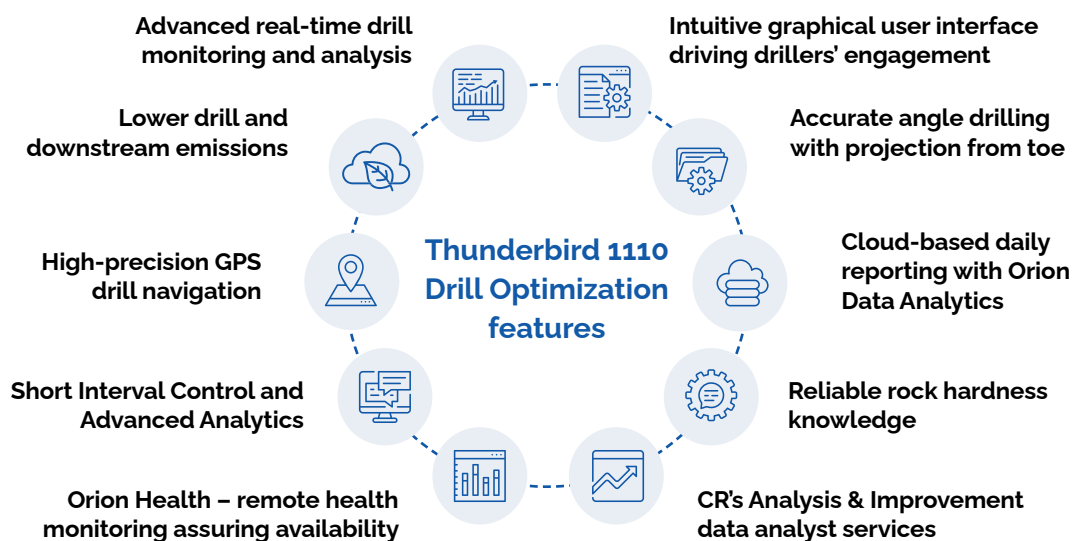 Advanced real-time drill
monitoring and analysis
Intuitive graphical user interface
driving drillers’ engagement
Lower drill and
downstream emissions
Accurate angle drilling
with projection from toe
High-precision GPS
drill navigation
Thunderbird 1110
Drill Optimization
features
Cloud-based daily
reporting with Orion
Data Analytics
Short Interval Control and
Advanced Analytics
Reliable rock hardness
knowledge
Orion Health – remote health
monitoring assuring availability
CR’s Analysis & Improvement
data analyst services